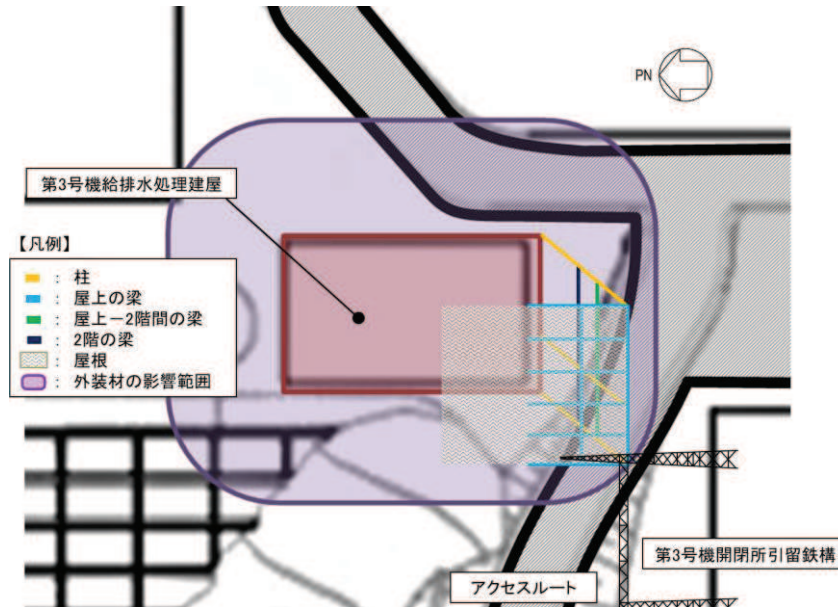 PN
第3号機給排水処理建屋
【凡例】
： 柱
： 屋上の梁
： 屋上－2階間の梁
： 2階の梁
： 屋根
： 外装材の影響範囲
第3号機開閉所引留鉄構
アクセスルート